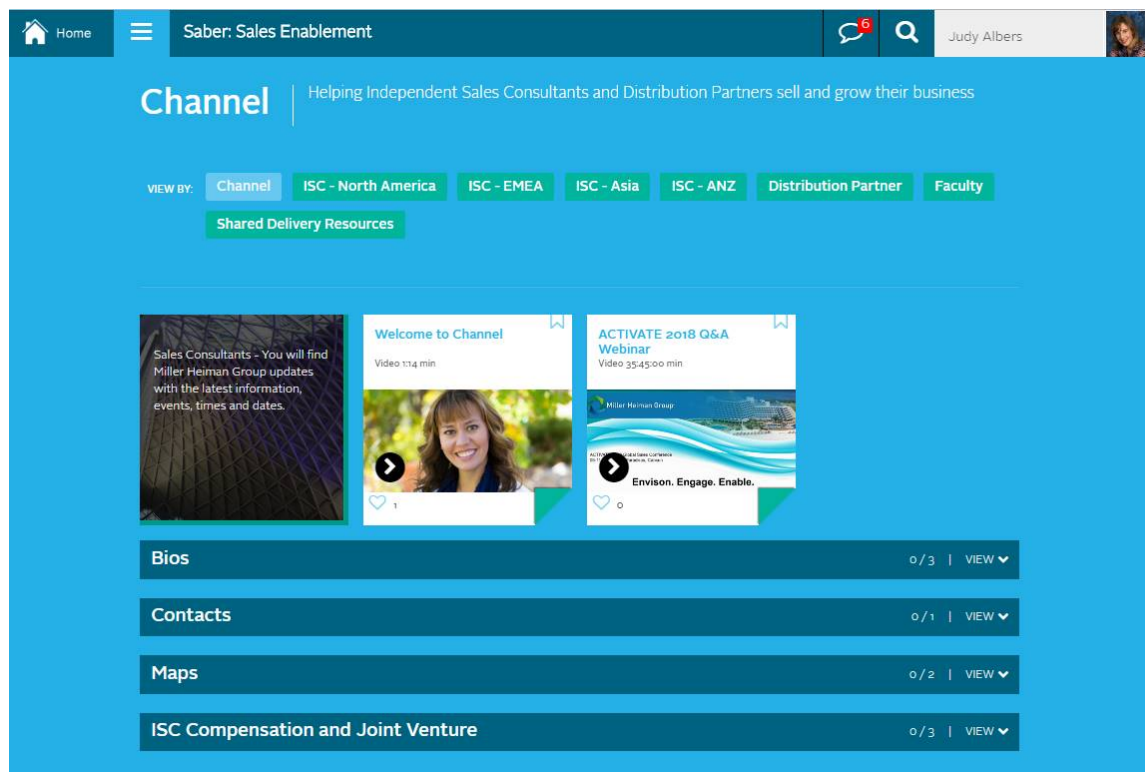 Home
Saber: Sales Enablement
6
Judy Albers
Channel
Helping Independent Sales Consultants and Distribution Partners sell and grow their business
VIEW BY:
Channel
ISC - North America
ISC - EMEA
ISC - Asia
ISC - ANZ
Distribution Partner
Faculty
Shared Delivery Resources
Sales Consultants - You will find
Miller Heiman Group updates
with the latest information,
events, times and dates.
Welcome to Channel
Video 1:14 min
1
ACTIVATE 2018 Q&A
Webinar
Video 35:45:00 min
Miller Heiman Group
Envison. Engage. Enable.
0
Bios
0/3 | VIEW
Contacts
0/1 | VIEW
Maps
0/2 | VIEW
ISC Compensation and Joint Venture
0/3 | VIEW